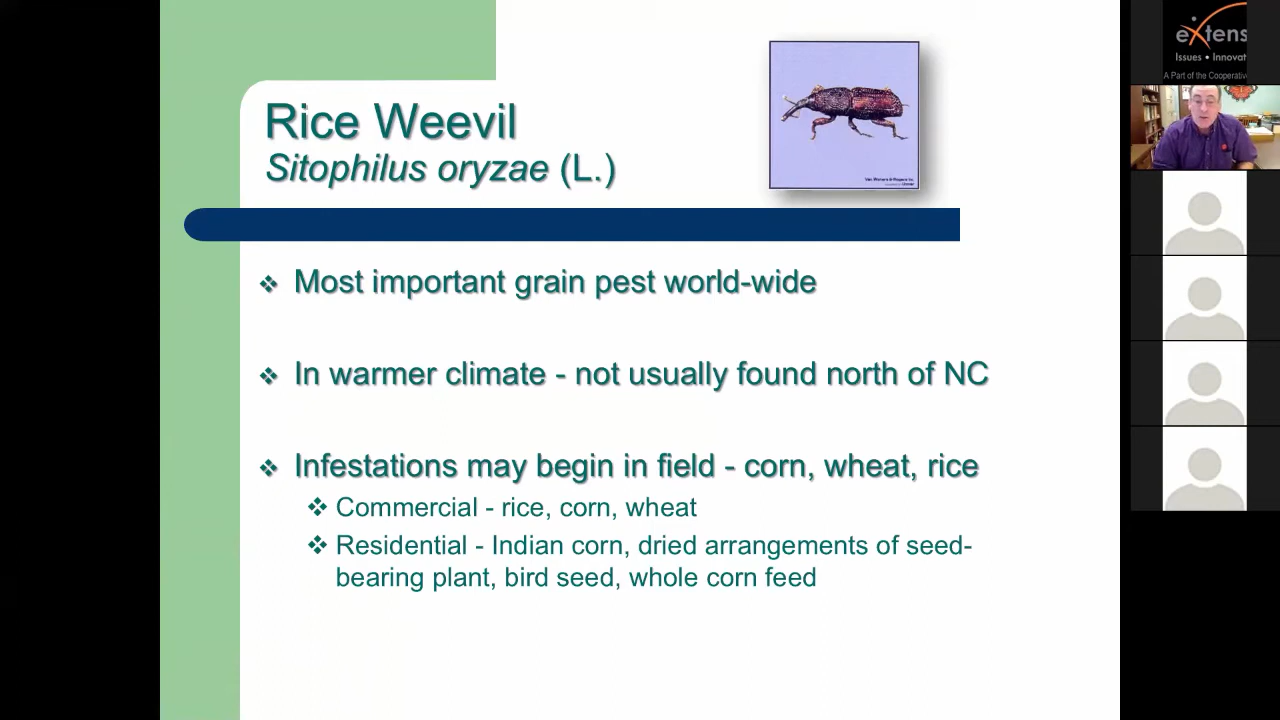 Rice Weevil
Sitophilus oryzae (L.)
Most important grain pest world-wide
In warmer climate - not usually found north of NC
Infestations may begin in field - corn, wheat, rice
Commercial - rice, corn, wheat
Residential - Indian corn, dried arrangements of seed-
bearing plant, bird seed, whole corn feed
eXtens
Issues • Innovat
A Part of the Cooperativ